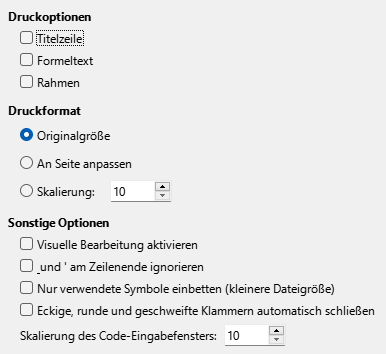 Druckoptionen
Titelzeile
Formeltext
Rahmen
Druckformat
Originalgröße
An Seite anpassen
Skalierung: 10
Sonstige Optionen
Visuelle Bearbeitung aktivieren
_und ' am Zeilenende ignorieren
Nur verwendete Symbole einbetten (kleinere Dateigröße)
Eckige, runde und geschweifte Klammern automatisch schließen
Skalierung des Code-Eingabefensters: 10